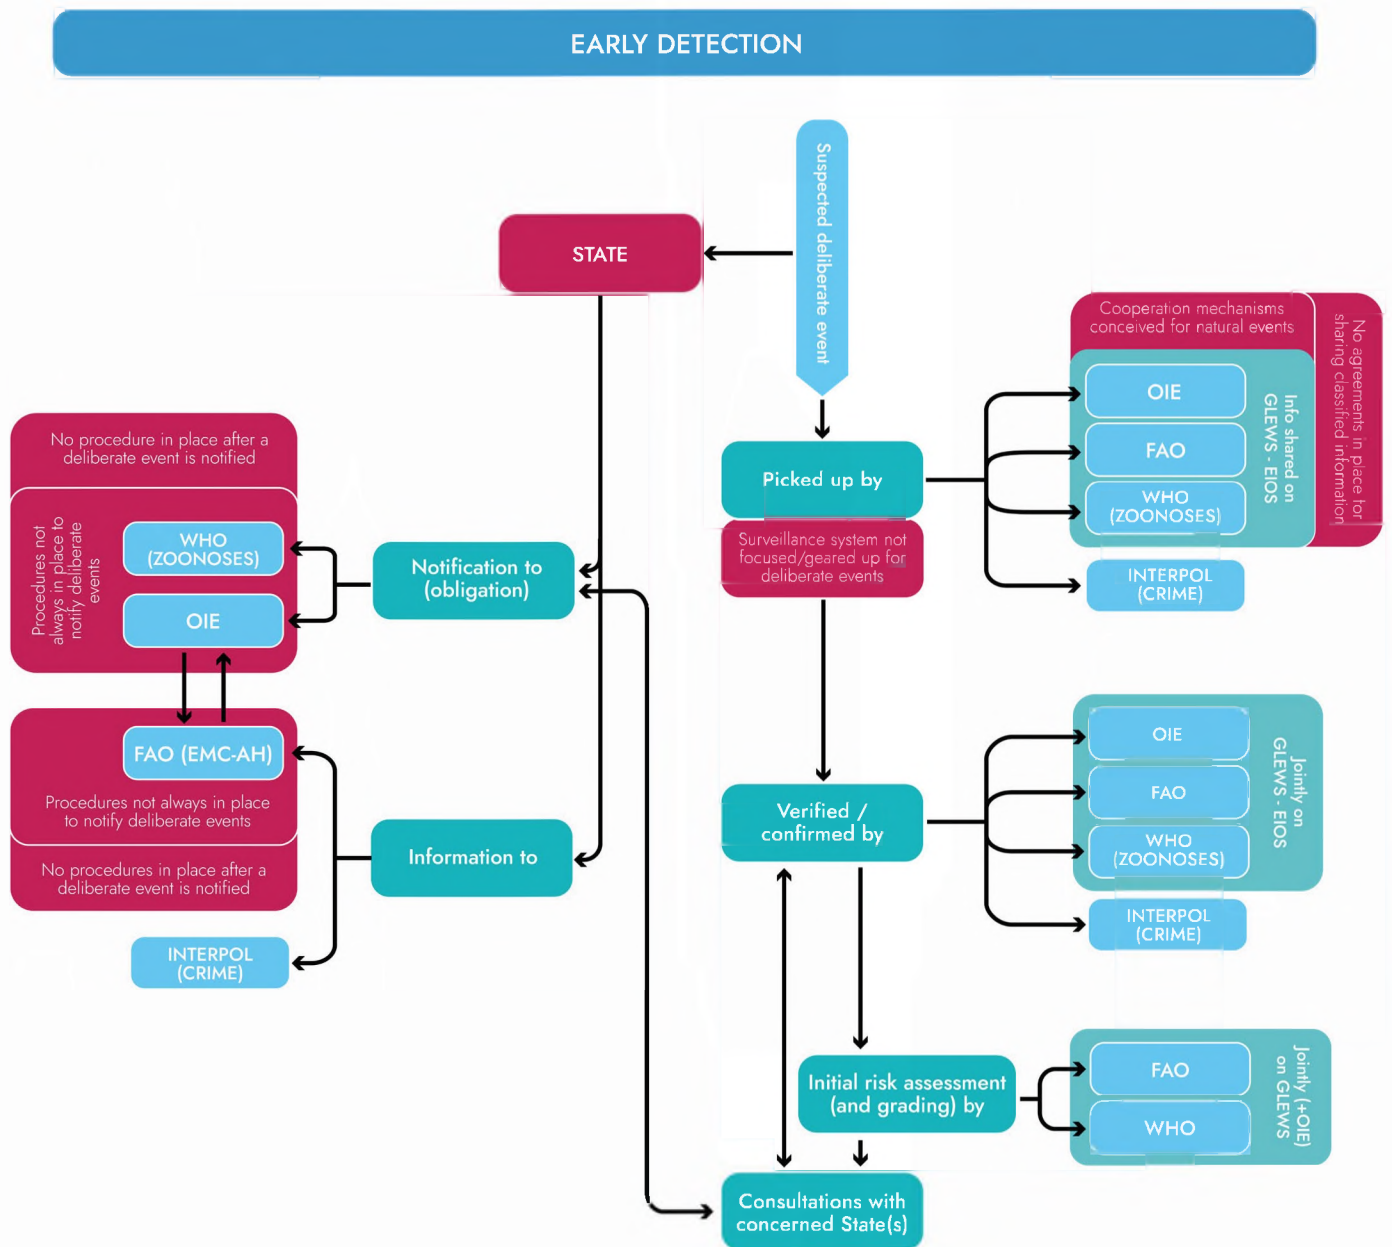 EARLY DETECTION
Suspected deliberate event
STATE
Cooperation mechanisms
conceived for natural events
No agreements in place for
sharing classified information
OIE
FAO
WHO
(ZOONOSES)
Info shared on
GLEWS - EIOS
INTERPOL
(CRIME)
Picked up by
Surveillance system not
focused/geared up for
deliberate events
No procedure in place after a
deliberate event is notified
Procedures not
always in place to
notify deliberate
events
WHO
(ZOONOSES)
OIE
Notification to
(obligation)
FAO (EMC-AH)
Procedures not always in place
to notify deliberate events
No procedures in place after a
deliberate event is notified
INTERPOL
(CRIME)
Information to
Verified /
confirmed by
OIE
FAO
WHO
(ZOONOSES)
Jointly on
GLEWS - EIOS
INTERPOL
(CRIME)
Initial risk assessment
(and grading) by
FAO
WHO
Jointly (+OIE)
on GLEWS
Consultations with
concerned State(s)